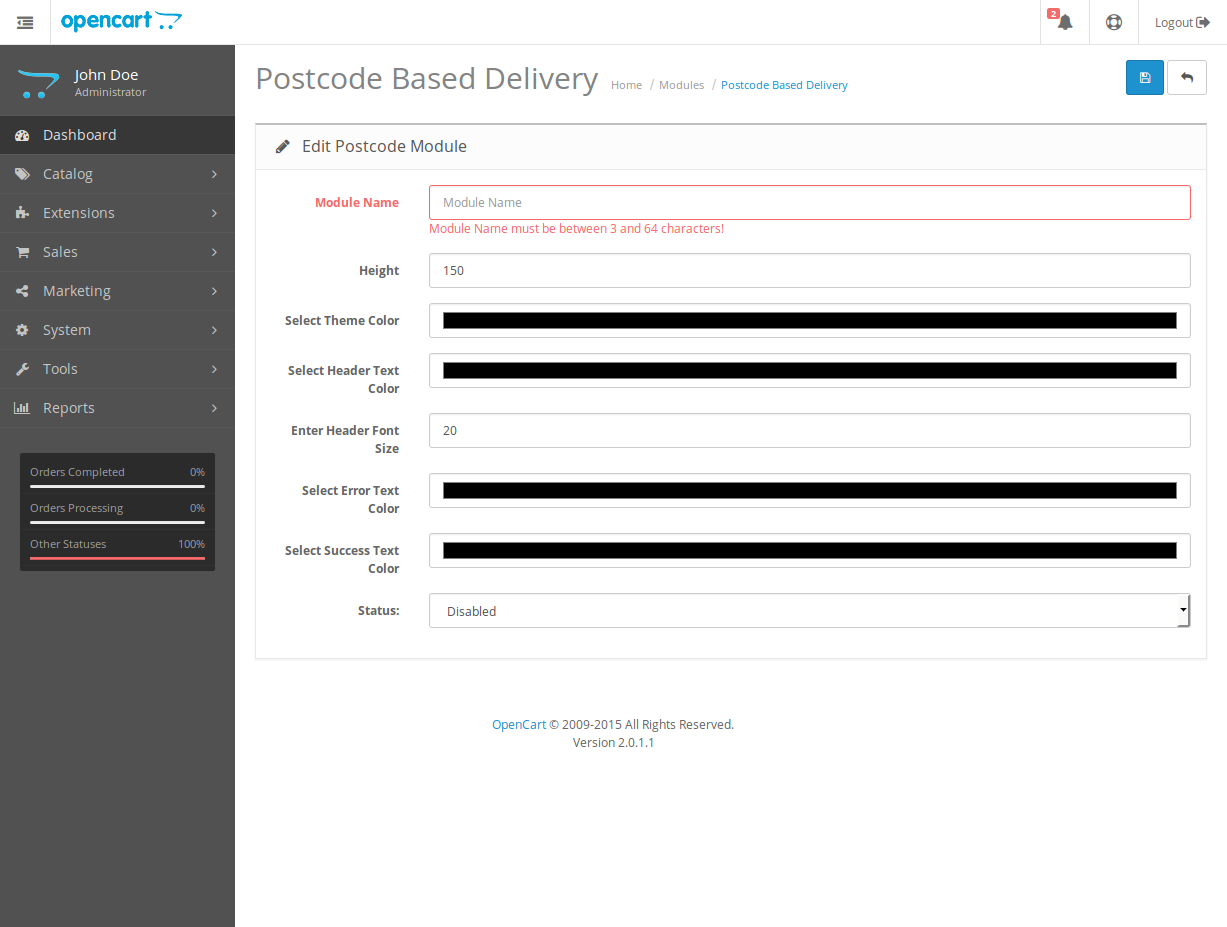 opencart
2
Logout
John Doe
Administrator
Postcode Based Delivery
Home / Modules / Postcode Based Delivery
Dashboard
Catalog
Extensions
Sales
Marketing
System
Tools
Reports
Orders Completed 0%
Orders Processing 0%
Other Statuses 100%
Edit Postcode Module
Module Name
Module Name
Module Name must be between 3 and 64 characters!
Height
150
Select Theme Color
Select Header Text
Color
Enter Header Font
Size
20
Select Error Text
Color
Select Success Text
Color
Status:
Disabled
OpenCart © 2009-2015 All Rights Reserved.
Version 2.0.1.1